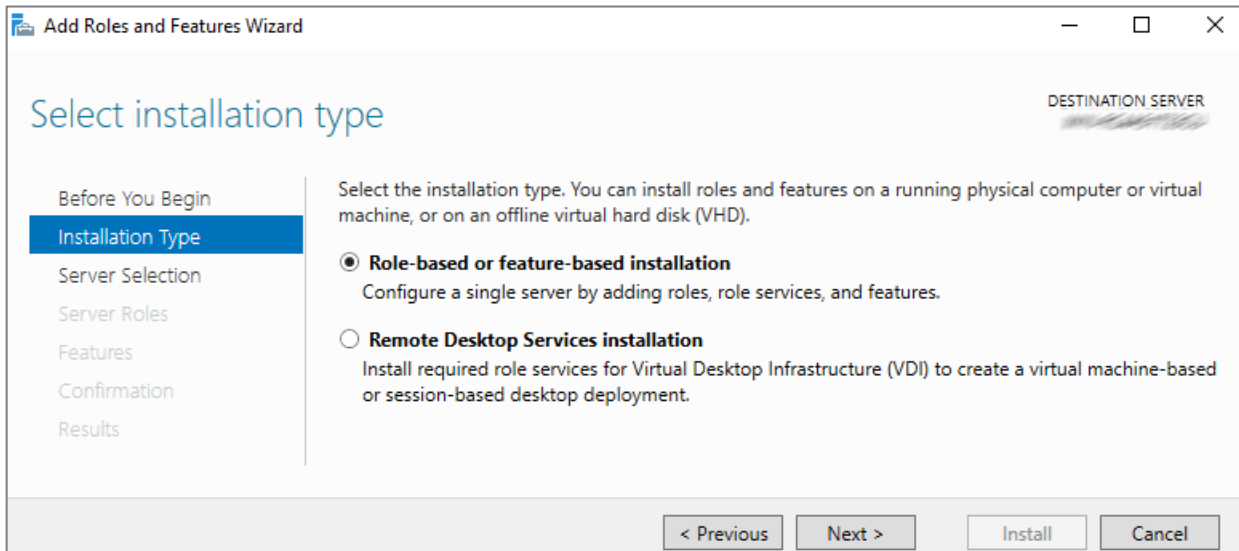 Add Roles and Features Wizard
Select installation type
DESTINATION SERVER
Before You Begin
Installation Type
Server Selection
Server Roles
Features
Confirmation
Results
Select the installation type. You can install roles and features on a running physical computer or virtual
machine, or on an offline virtual hard disk (VHD).
Role-based or feature-based installation
Configure a single server by adding roles, role services, and features.
Remote Desktop Services installation
Install required role services for Virtual Desktop Infrastructure (VDI) to create a virtual machine-based
or session-based desktop deployment.
< Previous
Next >
Install
Cancel